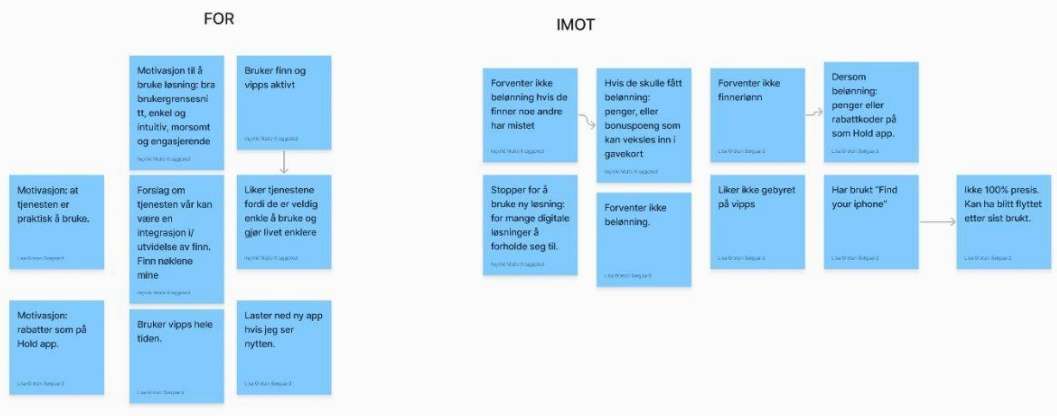 FOR
Motivasjon til å
bruke løsning: bra
brukergrensesni
tt, enkel og
intuitiv, morsomt
og engasjerende
Bruker finn og
vipps aktivt
Motivasjon: at
tjenesten er
praktisk å bruke.
Forslag om
tjenesten vår kan
være en
integrasjon i/
utvidelse av finn.
Finn nøklene
mine
Liker tjenestene
fordi de er veldig
enkle å bruke og
gjør livet enklere
Motivasjon:
rabatter som på
Hold app.
Bruker vipps hele
tiden.
Laster ned ny app
hvis jeg ser
nytten.
IMOT
Forventer ikke
belønning hvis de
finner noe andre
har mistet
Hvis de skulle fått
belønning:
penger, eller
bonuspoeng som
kan veksles inn i
gavekort
Forventer ikke
finnerlønn
Dersom
belønning:
penger eller
rabattkoder på
som Hold app.
Stopper for å
bruke ny løsning:
for mange digitale
løsninger å
forholde seg til.
Forventer ikke
belønning.
Liker ikke gebyret
på vipps
Har brukt "Find
your iphone"
Ikke 100% presis.
Kan ha blitt flyttet
etter sist brukt.